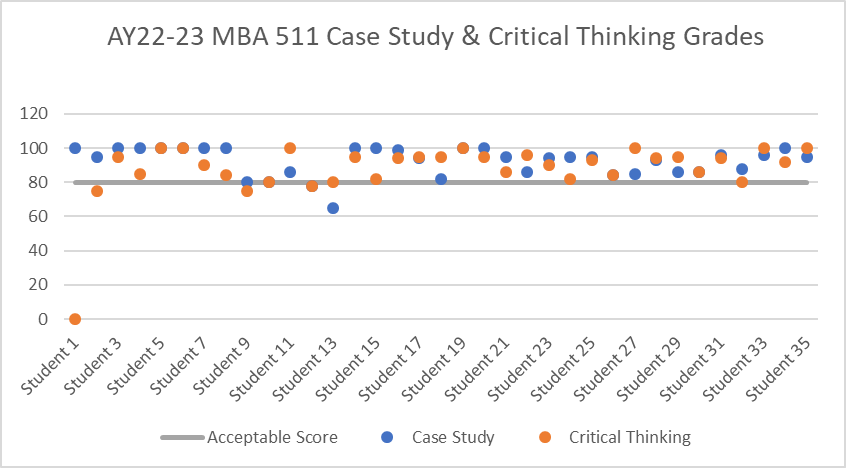 AY22-23 MBA 511 Case Study & Critical Thinking Grades
120
100
80
60
40
20
0
Student 1
Student 3
Student 5
Student 7
Student 9
Student 11
Student 13
Student 15
Student 17
Student 19
Student 21
Student 23
Student 25
Student 27
Student 29
Student 31
Student 33
Student 35
Acceptable Score Case Study Critical Thinking